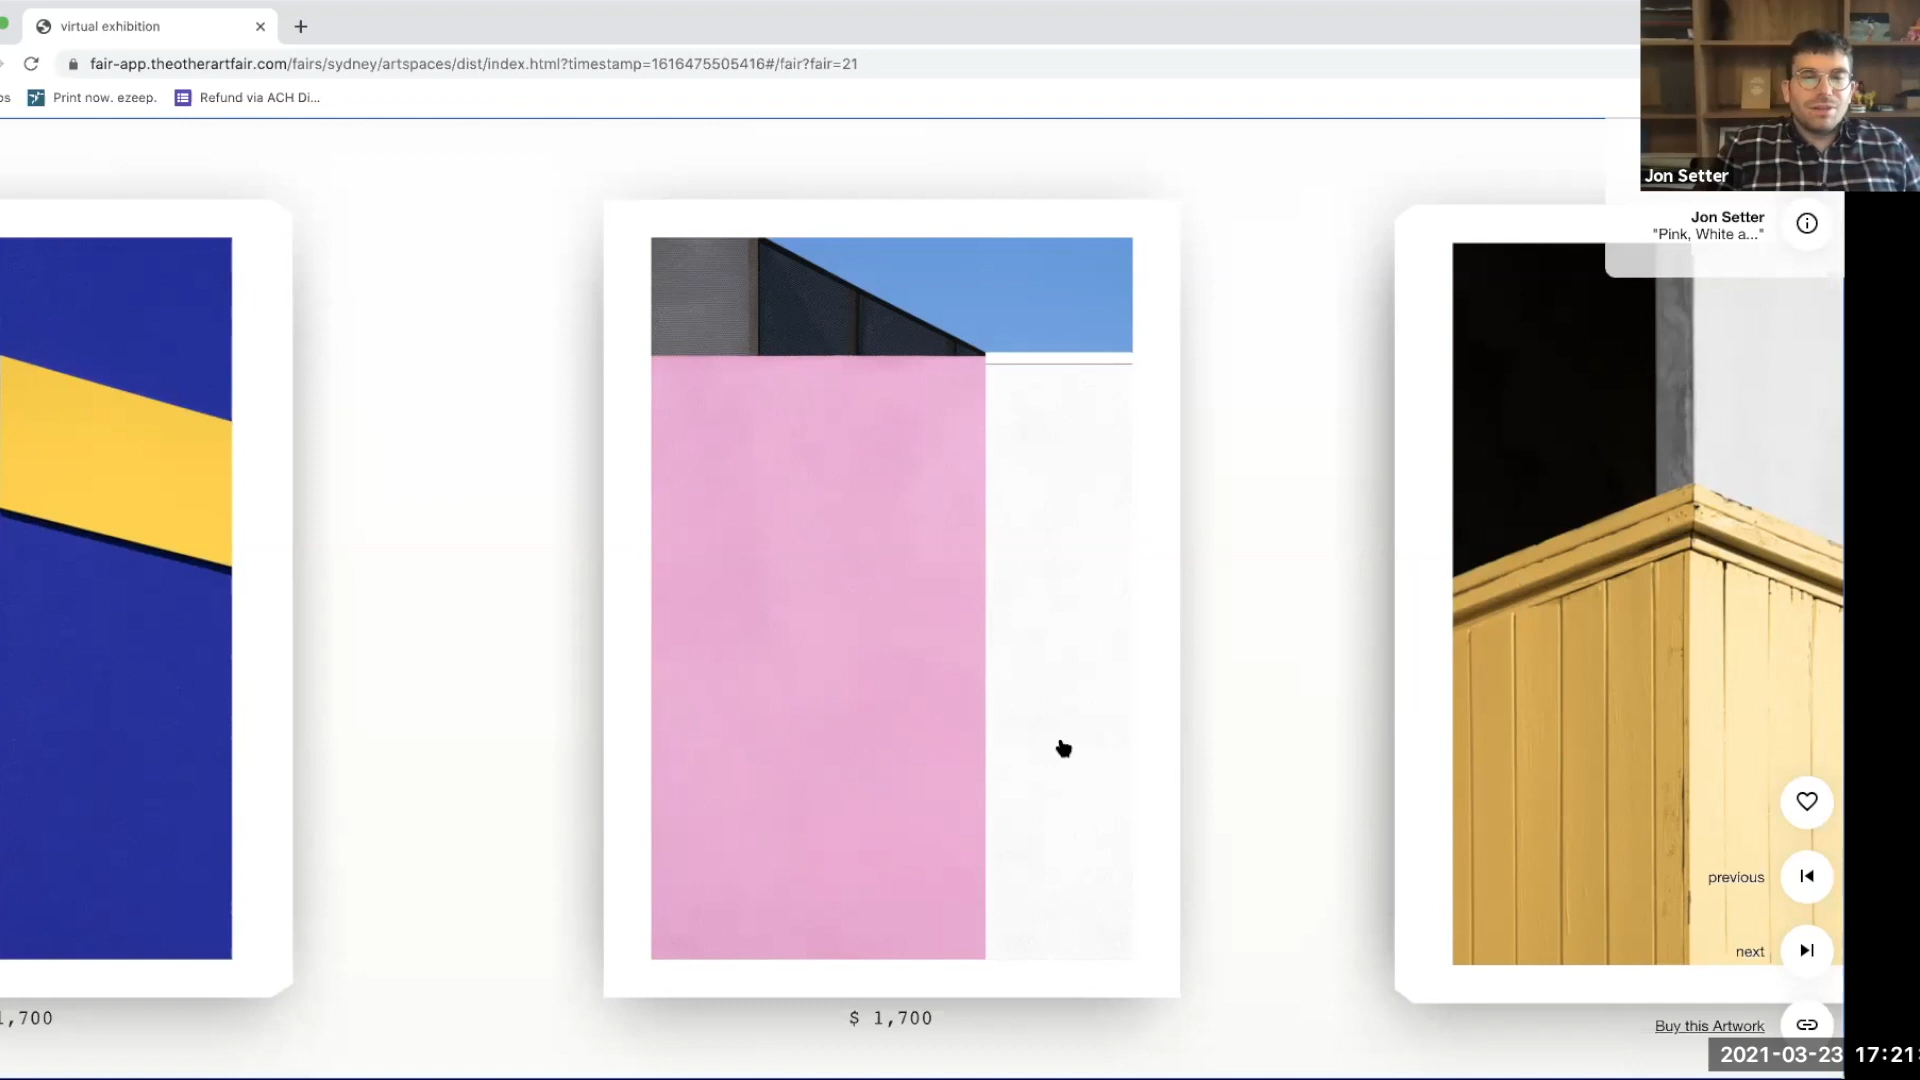 virtual exhibition
fair-app.theotherartfair.com/fairs/sydney/artspaces/dist/index.html?timestamp=1616475505416#/fair?fair=21
Print now. ezeep.
Refund via ACH Di...
Jon Setter
Jon Setter
"Pink, White a..."
previous
next
1,700
$ 1,700
Buy this Artwork
2021-03-23 17:21: